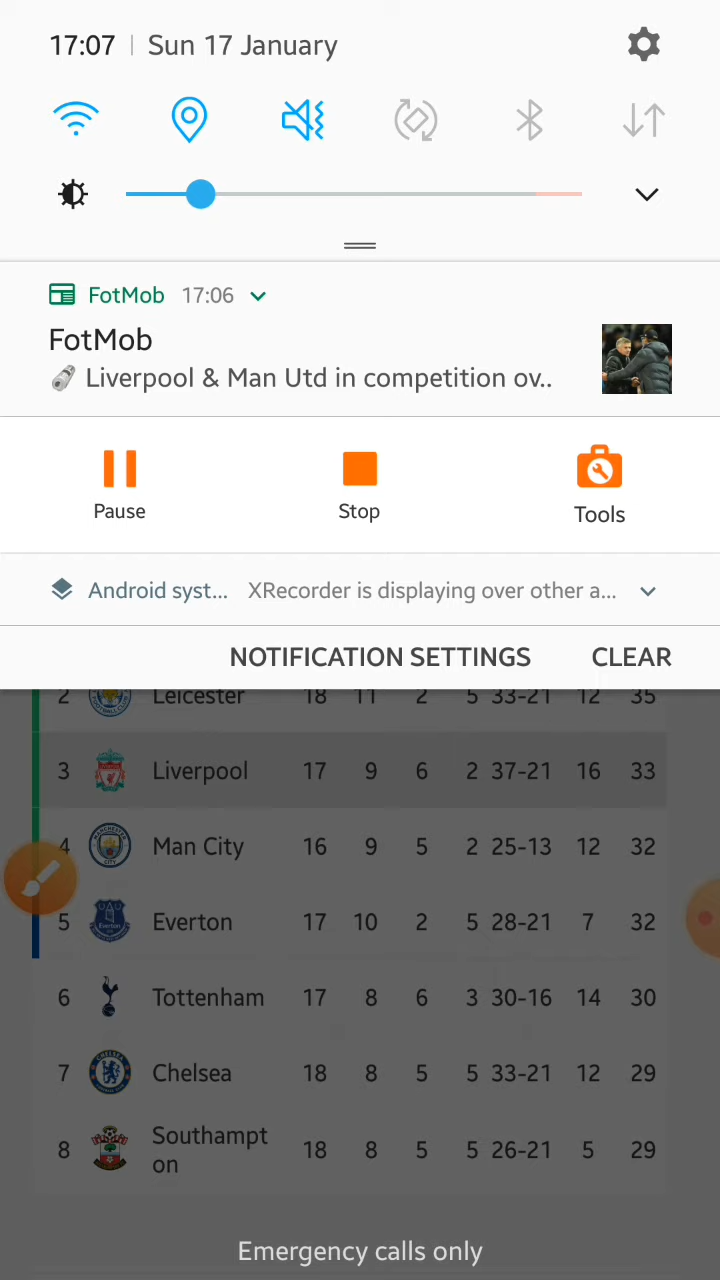 17:07 | Sun 17 January
FotMob 17:06
FotMob
Liverpool & Man Utd in competition ov..
Pause Stop Tools
Android syst... XRecorder is displaying over other a...
NOTIFICATION SETTINGS CLEAR
2 Leicester 18 11 2 5 33-21 12 35
3 Liverpool 17 9 6 2 37-21 16 33
4 Man City 16 9 5 2 25-13 12 32
5 Everton 17 10 2 5 28-21 7 32
6 Tottenham 17 8 6 3 30-16 14 30
7 Chelsea 18 8 5 5 33-21 12 29
8 Southampt
on 18 8 5 5 26-21 5 29
Emergency calls only